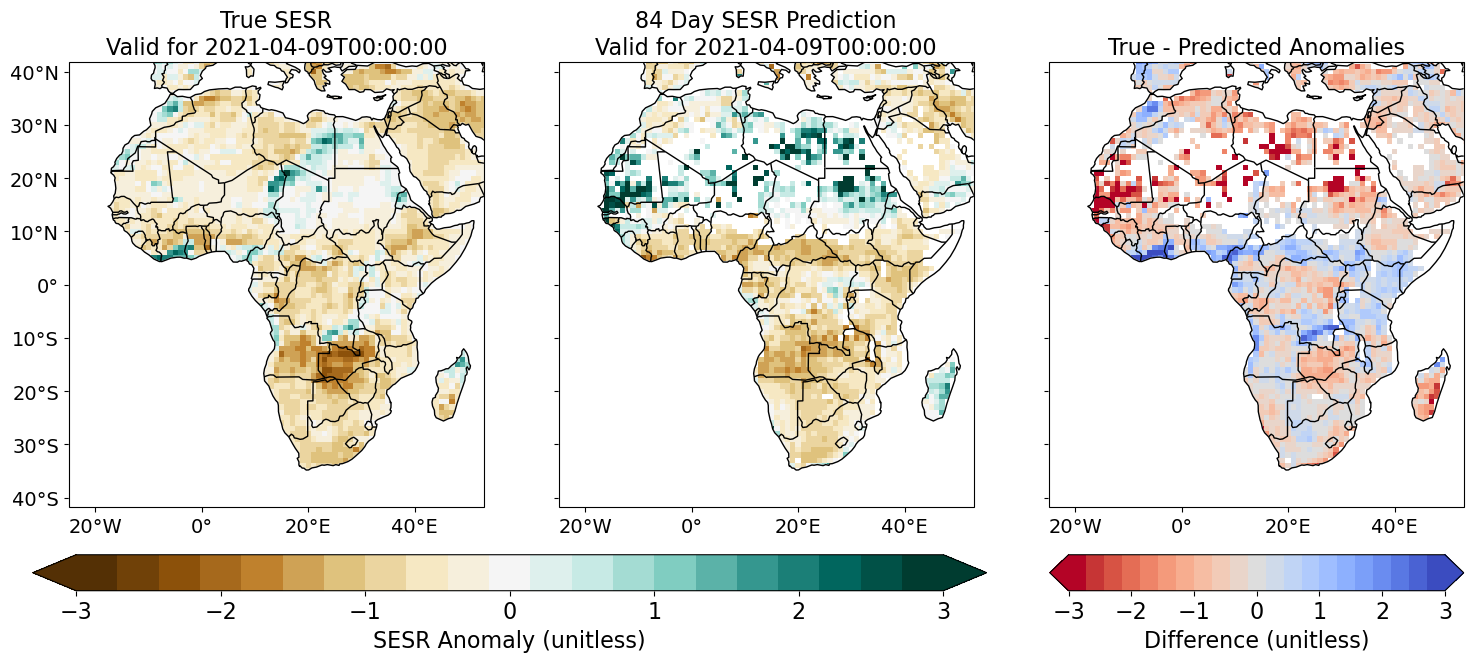 True SESR
Valid for 2021-04-09T00:00:00
84 Day SESR Prediction
Valid for 2021-04-09T00:00:00
True - Predicted Anomalies
40°N
30°N
20°N
10°N
0°
10°S
20°S
30°S
40°S
20°W 0° 20°E 40°E
20°W 0° 20°E 40°E
20°W 0° 20°E 40°E
−3 −2 −1 0 1 2 3
SESR Anomaly (unitless)
−3 −2 −1 0 1 2 3
Difference (unitless)